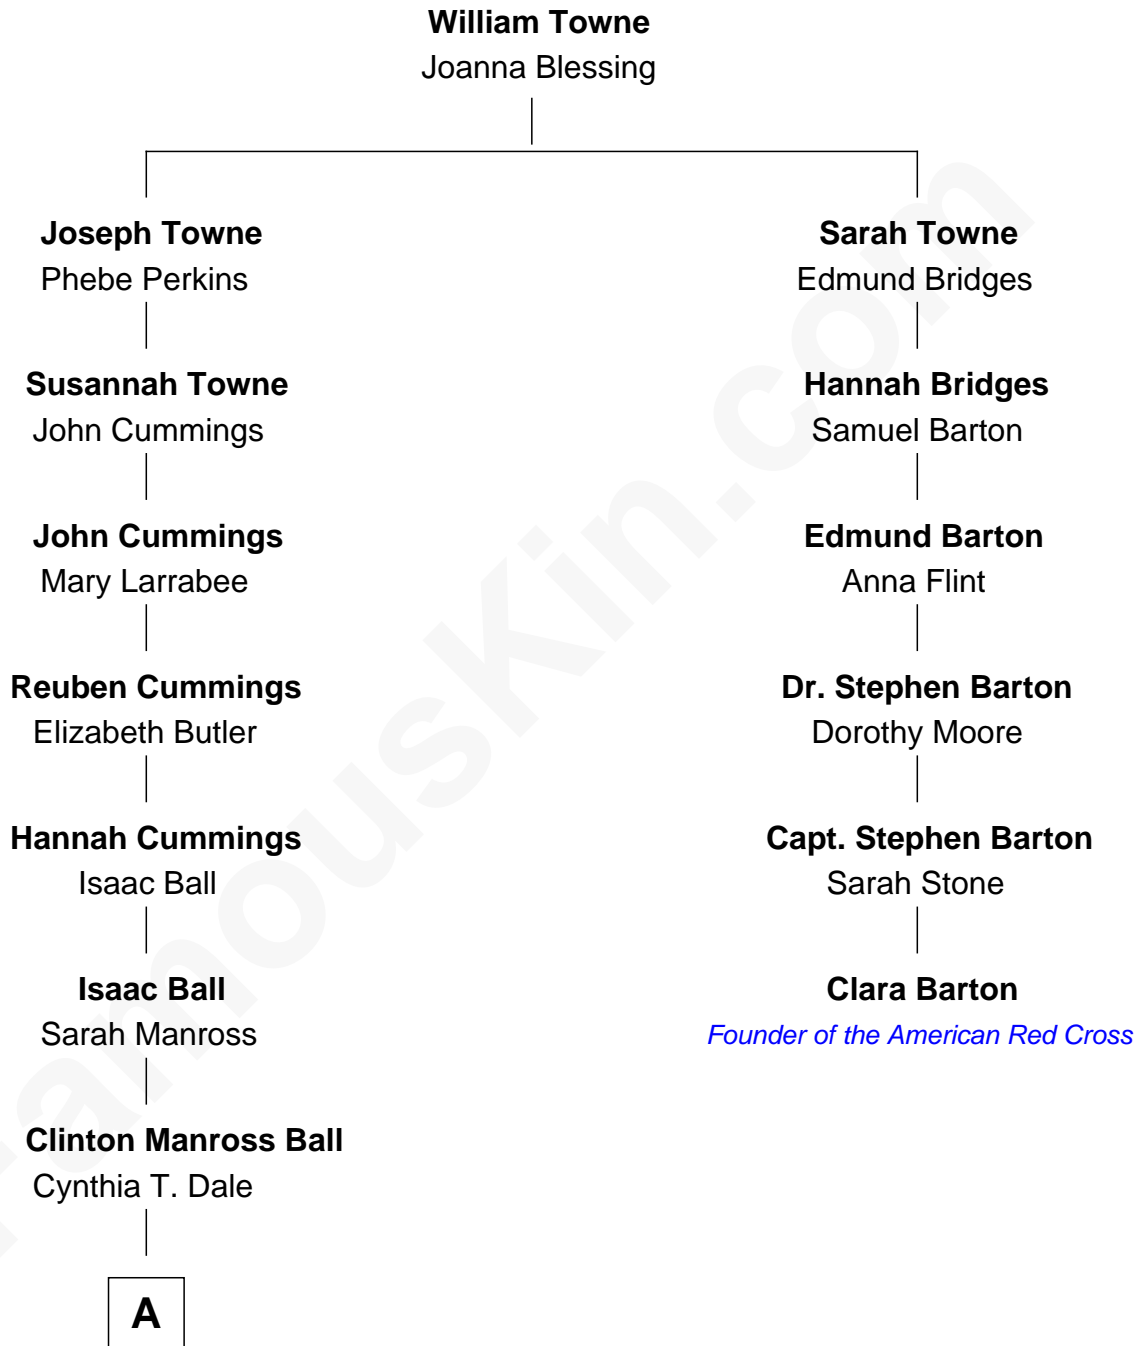 William Towne
Joanna Blessing
Joseph Towne
Phebe Perkins
Sarah Towne
Edmund Bridges
Susannah Towne
John Cummings
Hannah Bridges
Samuel Barton
John Cummings
Mary Larrabee
Edmund Barton
Anna Flint
Reuben Cummings
Elizabeth Butler
Dr. Stephen Barton
Dorothy Moore
Hannah Cummings
Isaac Ball
Capt. Stephen Barton
Sarah Stone
Isaac Ball
Sarah Manross
Clara Barton
Founder of the American Red Cross
Clinton Manross Ball
Cynthia T. Dale
A
FamousKin.com